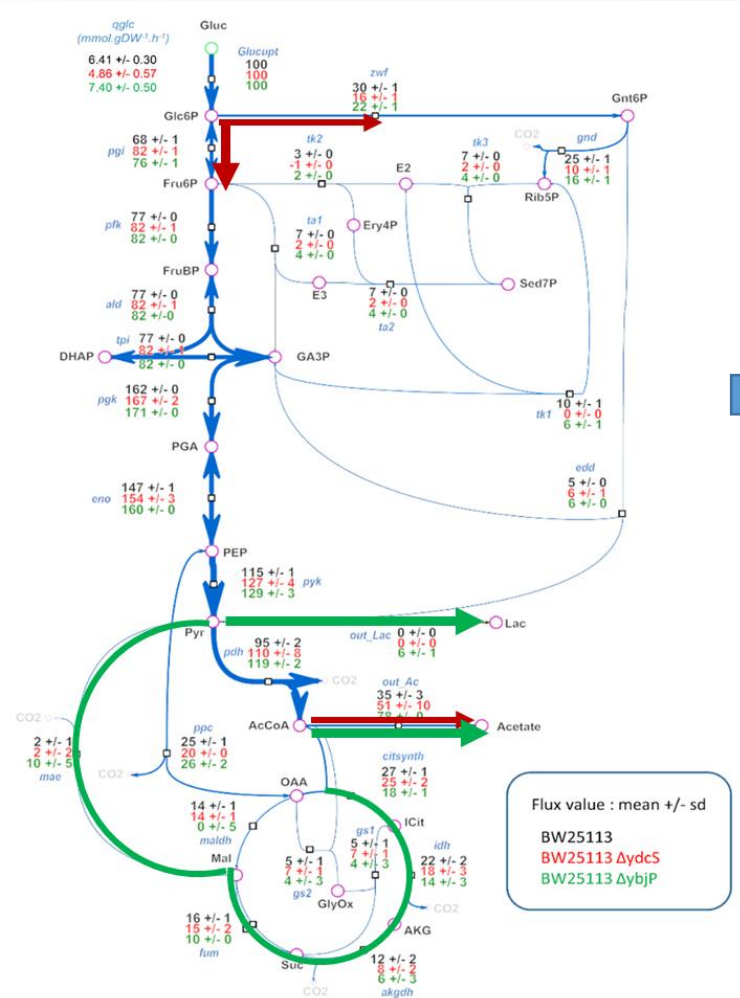 qglc
(mmol.gDW⁻¹.h⁻¹)
6.41 +/- 0.30
4.86 +/- 0.57
7.40 +/- 0.50
Gluc
Glucupt
100
100
100
zwf
30 +/- 1
16 +/- 1
22 +/- 1
Glc6P
Gnt6P
pgi
68 +/- 1
82 +/- 1
76 +/- 1
tk2
3 +/- 0
-1 +/- 0
2 +/- 0
E2
tk3
7 +/- 0
2 +/- 0
4 +/- 0
CO2
gnd
25 +/- 1
10 +/- 1
16 +/- 1
Fru6P
Rib5P
pfk
77 +/- 0
82 +/- 1
82 +/- 0
ta1
7 +/- 0
2 +/- 0
4 +/- 0
Ery4P
FruBP
E3
Sed7P
ald
77 +/- 0
82 +/- 1
82 +/-0
7 +/- 0
2 +/- 0
4 +/- 0
ta2
tpi
77 +/- 0
82 +/- 1
82 +/- 0
DHAP
GA3P
pgk
162 +/- 0
167 +/- 2
171 +/- 0
10 +/- 1
0 +/- 0
6 +/- 1
tk1
PGA
eno
147 +/- 1
154 +/- 3
160 +/- 0
edd
5 +/- 0
6 +/- 1
6 +/- 0
PEP
115 +/- 1
127 +/- 4
129 +/- 3
pyk
Pyr
Lac
out_Lac
0 +/- 0
0 +/- 0
6 +/- 1
pdh
95 +/- 2
110 +/- 8
119 +/- 2
CO2
out_Ac
35 +/- 3
51 +/- 10
78 +/- 0
AcCoA
Acetate
CO2
2 +/- 1
2 +/- 2
10 +/- 5
mae
ppc
25 +/- 1
20 +/- 0
26 +/- 2
CO2
citsynth
27 +/- 1
25 +/- 2
18 +/- 1
OAA
14 +/- 1
14 +/- 1
0 +/- 5
maldh
ICit
gs1
5 +/- 1
7 +/- 1
4 +/- 3
idh
22 +/- 2
18 +/- 3
14 +/- 3
Mal
5 +/- 1
7 +/- 1
4 +/- 3
gs2
GlyOx
CO2
16 +/- 1
15 +/- 2
10 +/- 0
fum
AKG
Suc
12 +/- 2
8 +/- 2
6 +/- 3
akgdh
CO2
Flux value : mean +/- sd
BW25113
BW25113 ΔydcS
BW25113 ΔybjP